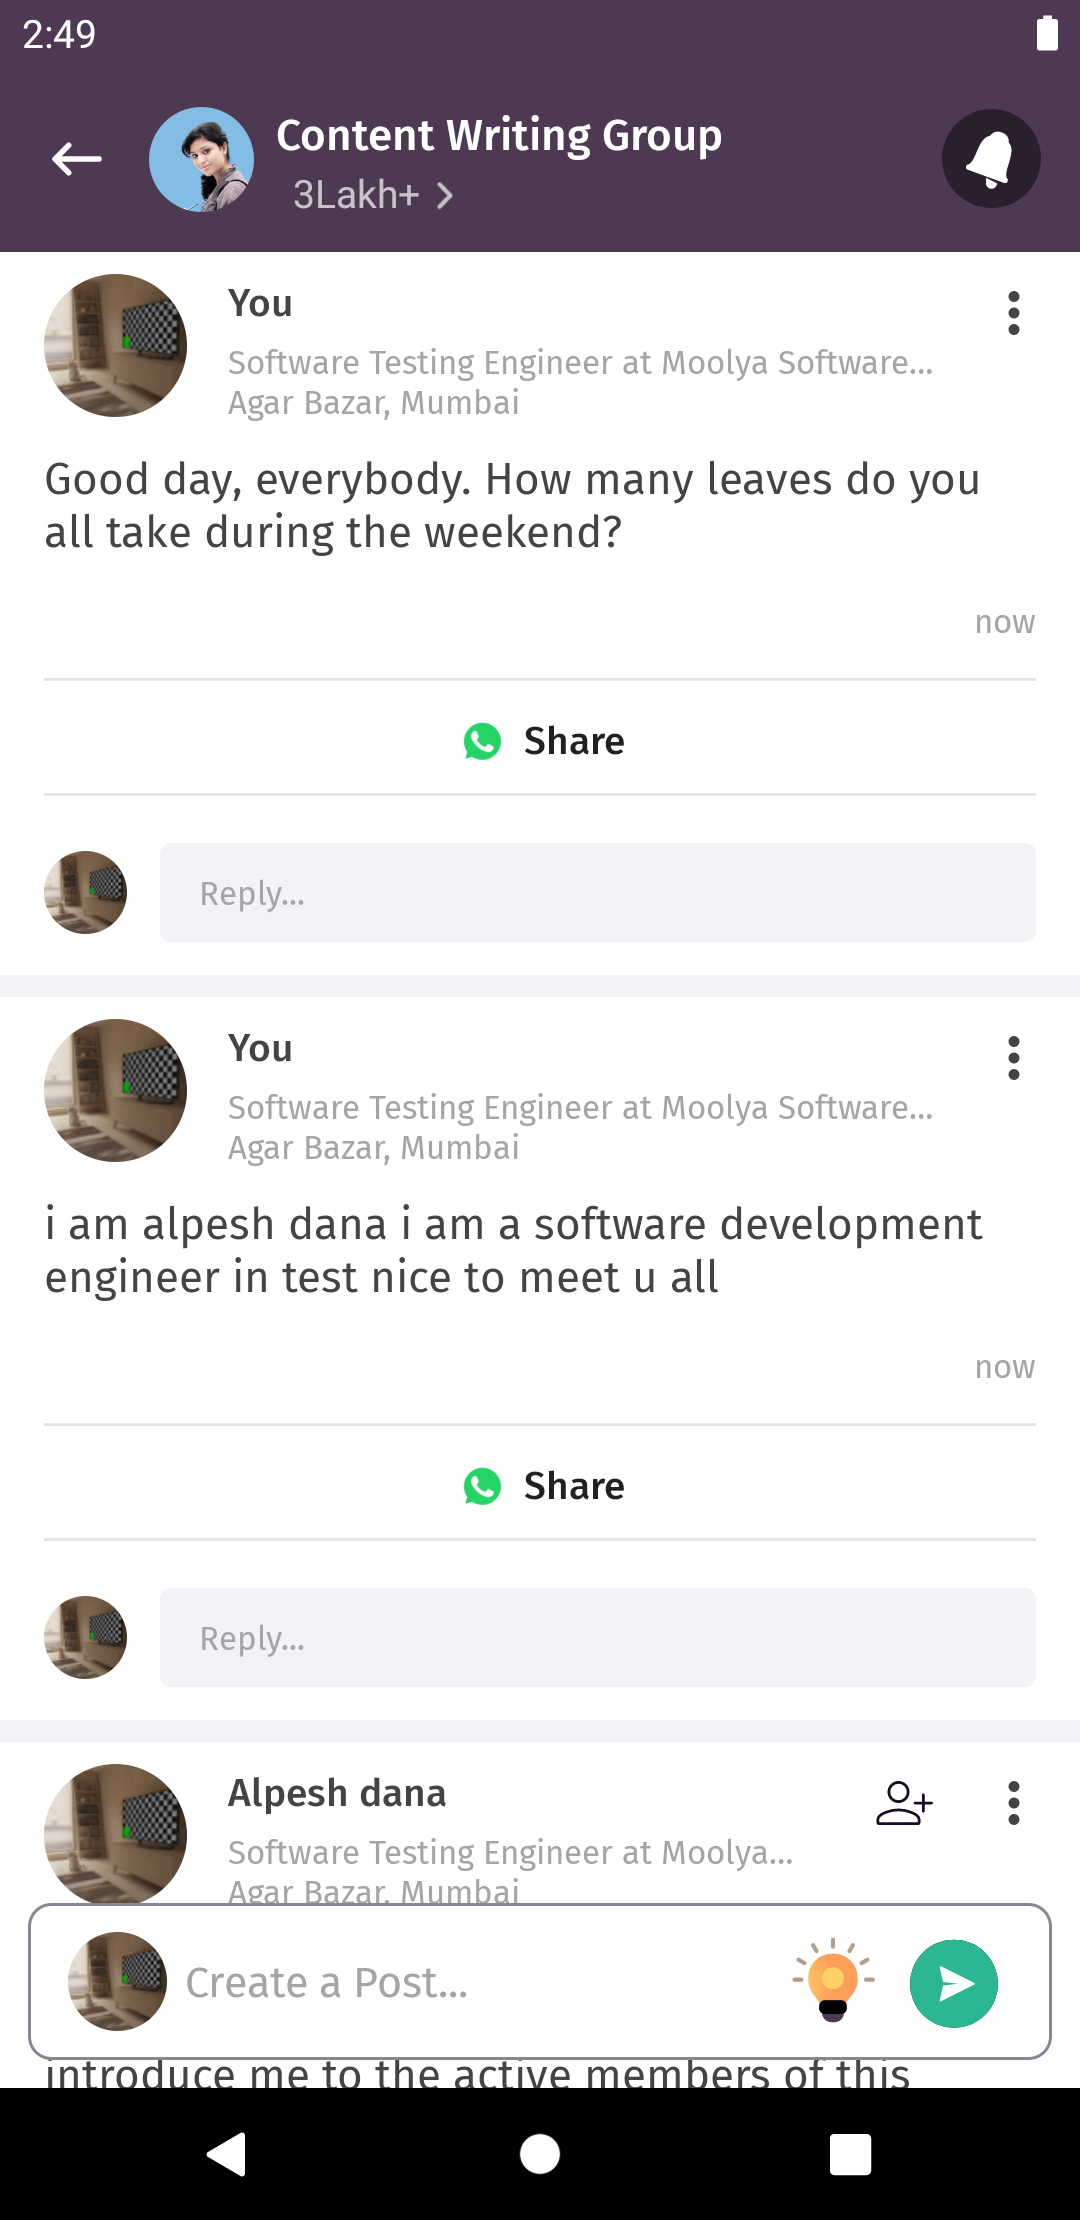 2:49
Content Writing Group
3Lakh+
You
Software Testing Engineer at Moolya Software...
Agar Bazar, Mumbai
Good day, everybody. How many leaves do you
all take during the weekend?
now
Share
Reply...
You
Software Testing Engineer at Moolya Software...
Agar Bazar, Mumbai
i am alpesh dana i am a software development
engineer in test nice to meet u all
now
Share
Reply...
Alpesh dana
Software Testing Engineer at Moolya...
Agar Bazar, Mumbai
Create a Post...
introduce me to the active members of this